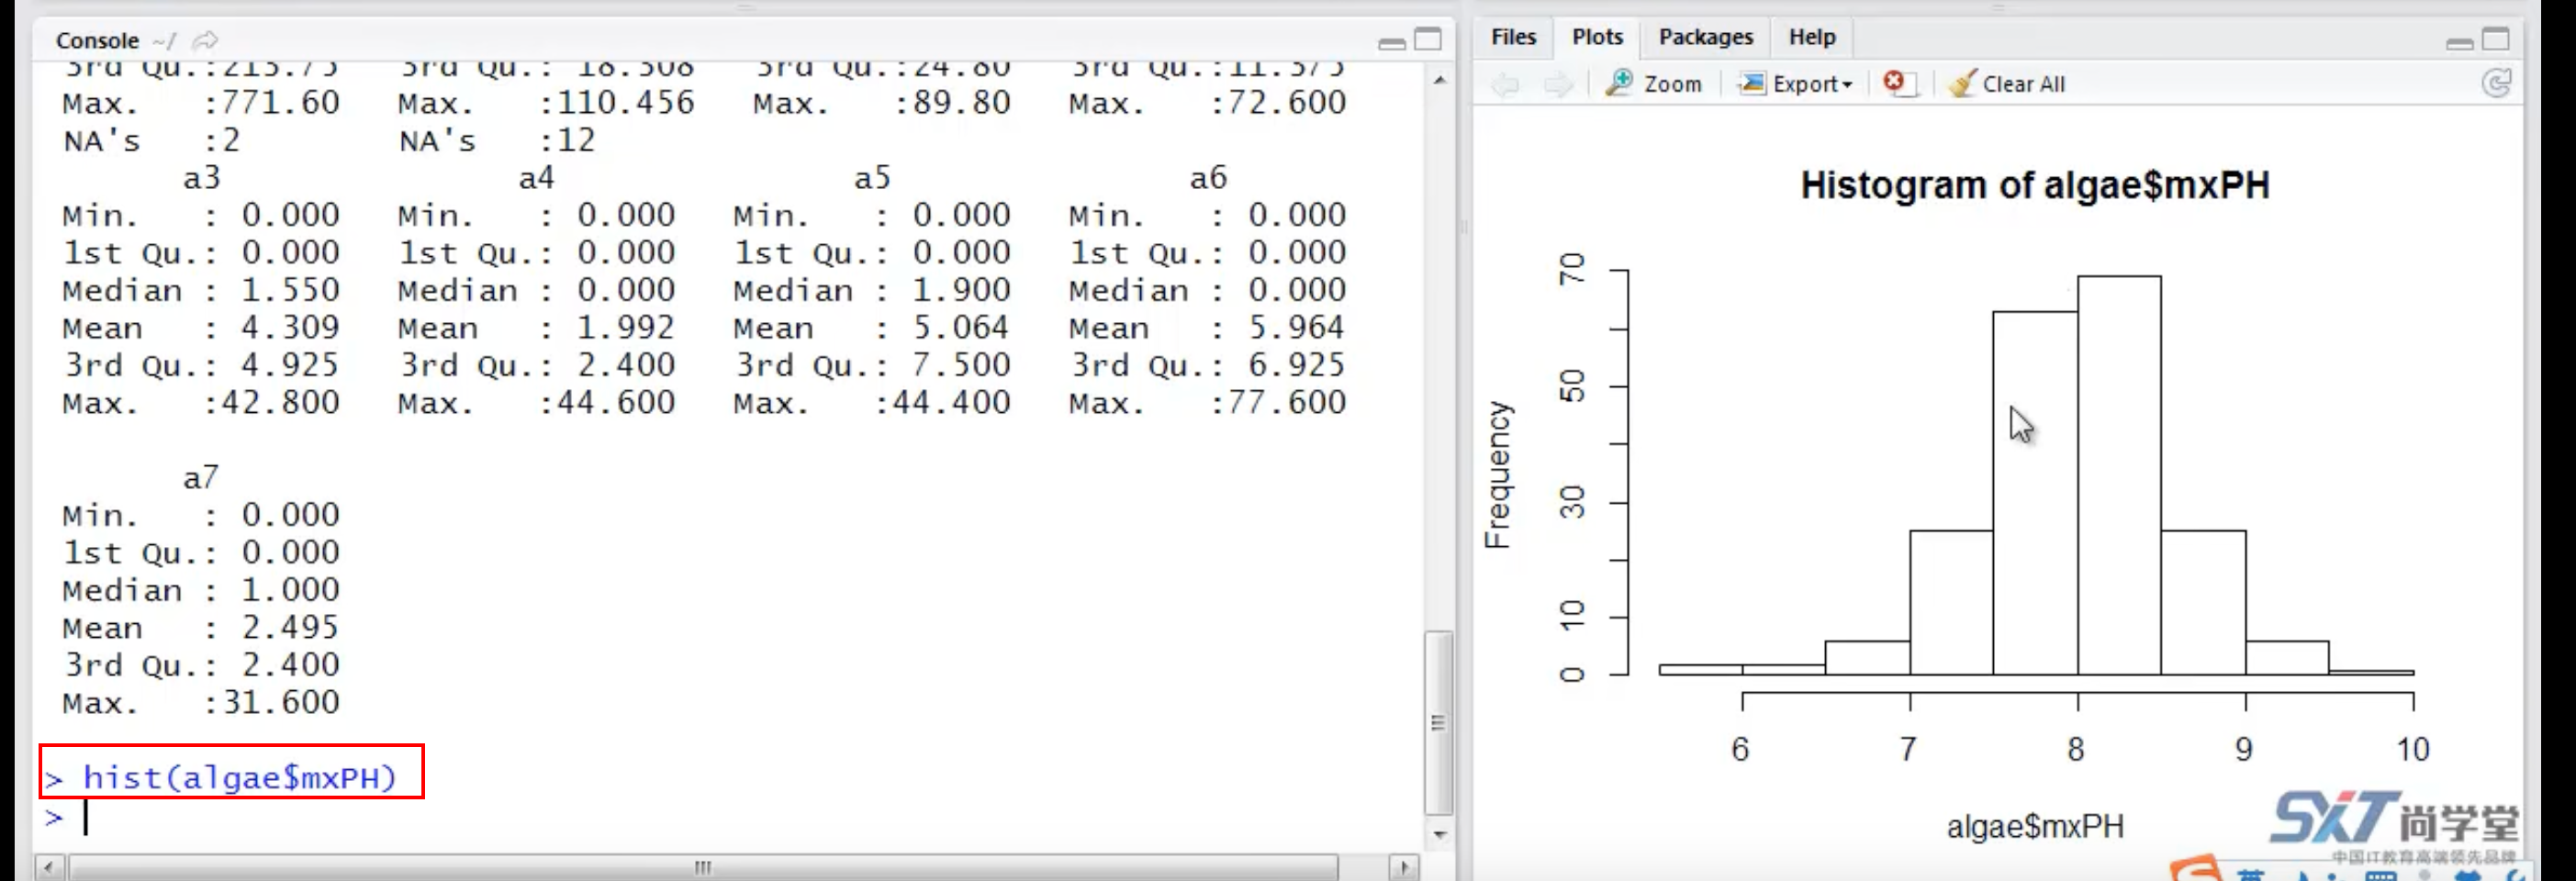 Console ~/
3rd Qu.:213.75 3rd Qu.: 18.308 3rd Qu.:24.80 3rd Qu.:11.375
Max. :771.60 Max. :110.456 Max. :89.80 Max. :72.600
NA's :2 NA's :12
a3 a4 a5 a6
Min. : 0.000 Min. : 0.000 Min. : 0.000 Min. : 0.000
1st Qu.: 0.000 1st Qu.: 0.000 1st Qu.: 0.000 1st Qu.: 0.000
Median : 1.550 Median : 0.000 Median : 1.900 Median : 0.000
Mean : 4.309 Mean : 1.992 Mean : 5.064 Mean : 5.964
3rd Qu.: 4.925 3rd Qu.: 2.400 3rd Qu.: 7.500 3rd Qu.: 6.925
Max. :42.800 Max. :44.600 Max. :44.400 Max. :77.600
a7
Min. : 0.000
1st Qu.: 0.000
Median : 1.000
Mean : 2.495
3rd Qu.: 2.400
Max. :31.600
> hist(algae$mxPH)
>
Files Plots Packages Help
Zoom Export Clear All
Histogram of algae$mxPH
70
50
30
10
0
Frequency
6 7 8 9 10
algae$mxPH
SXT尚学堂
中国IT教育高端领先品牌
英